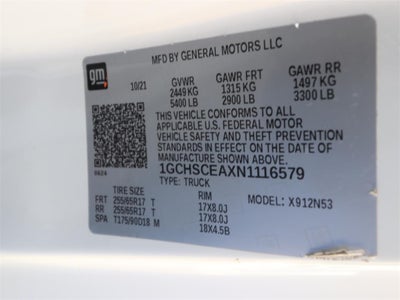 MFD BY GENERAL MOTORS LLC
gm
10/21 GVWR GAWR FRT GAWR RR
2449 KG 1315 KG 1497 KG
5400 LB 2900 LB 3300 LB
THIS VEHICLE CONFORMS TO ALL
APPLICABLE U.S. FEDERAL MOTOR
VEHICLE SAFETY AND THEFT PREVENTION
STANDARDS IN EFFECT ON THE DATE OF
MANUFACTURE SHOWN ABOVE.
0624 1GCHSCEAXN1116579
TYPE: TRUCK
TIRE SIZE RIM MODEL: X912N53
FRT 255/65R17 T 17X8.0J
RR 255/65R17 T 17X8.0J
SP T175/90D18 M 18X4.5B